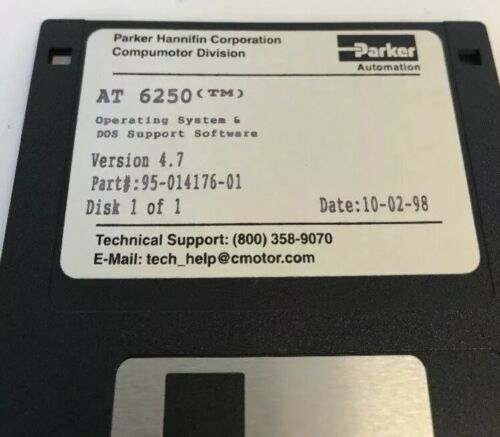 Parker Hannifin Corporation
Compumotor Division
Parker
Automation
AT 6250(TM)
Operating System &
DOS Support Software
Version 4.7
Part#:95-014176-01
Disk 1 of 1 Date:10-02-98
Technical Support: (800) 358-9070
E-Mail: tech_help@cmotor.com